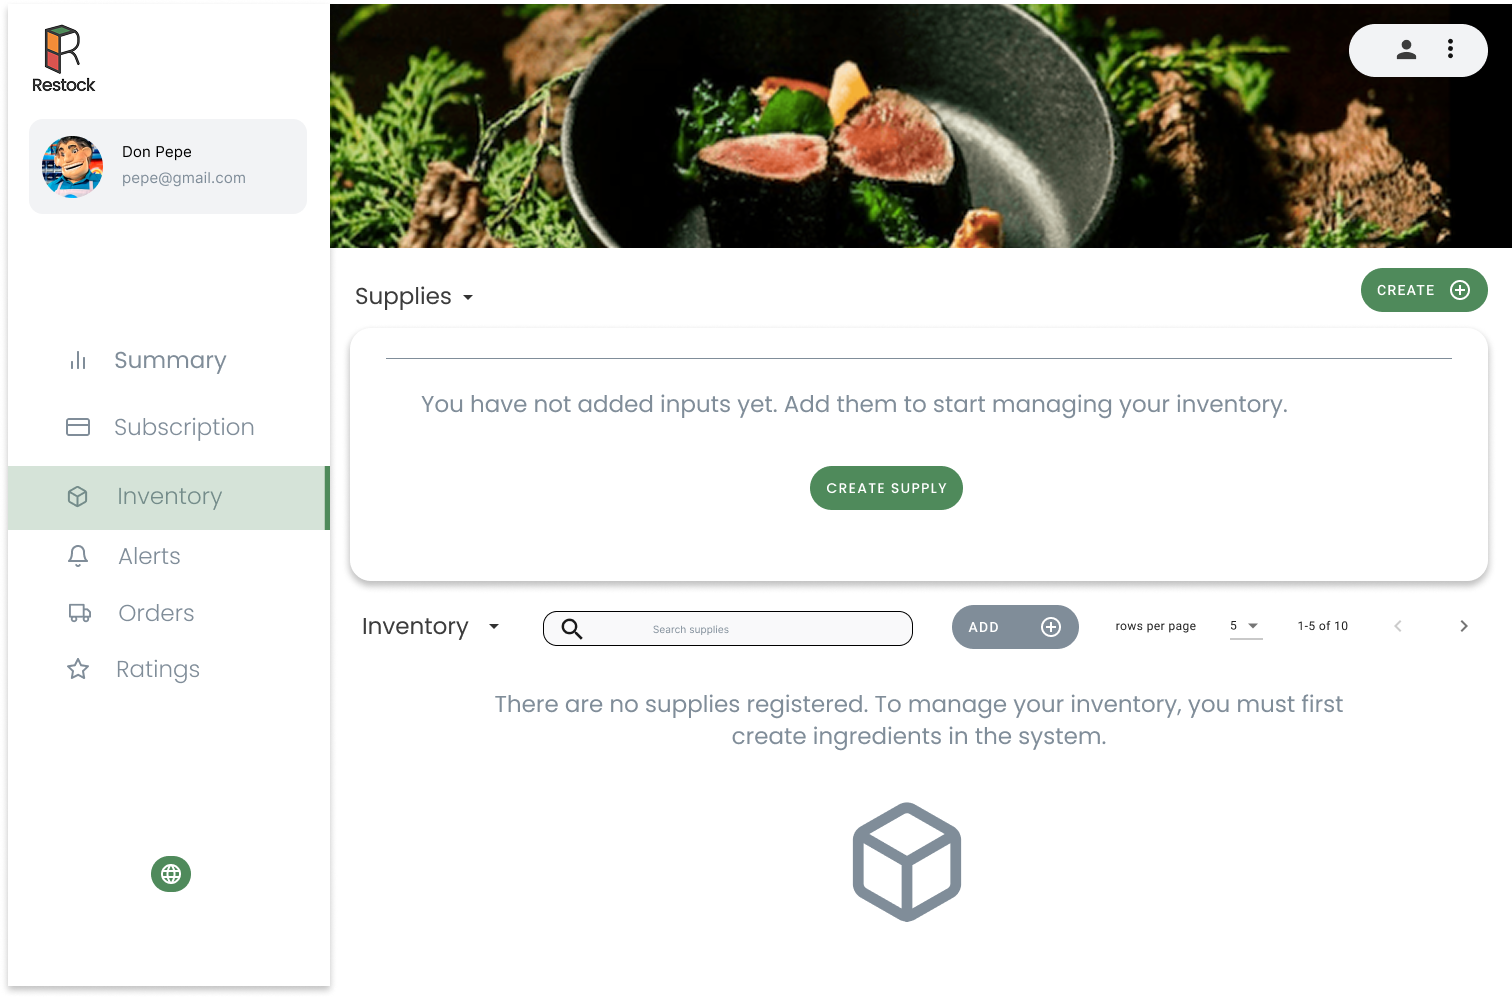 Restock
Don Pepe
pepe@gmail.com
Summary
Subscription
Inventory
Alerts
Orders
Ratings
Supplies
CREATE
You have not added inputs yet. Add them to start managing your inventory.
CREATE SUPPLY
Inventory
Search supplies
ADD
rows per page
5
1-5 of 10
There are no supplies registered. To manage your inventory, you must first
create ingredients in the system.